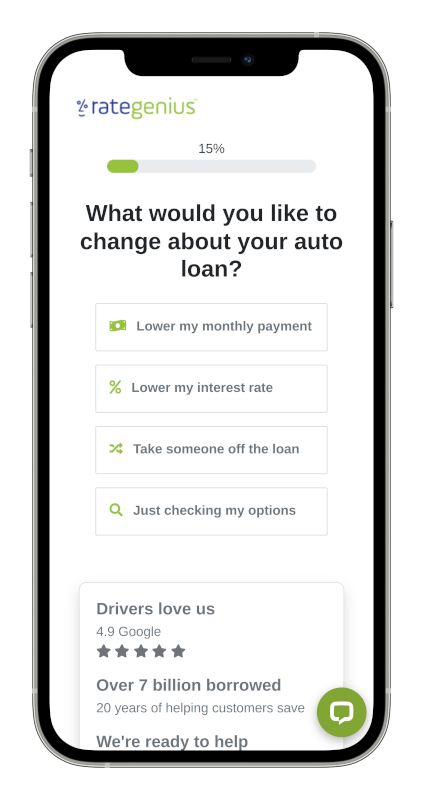 rategenius
15%
What would you like to
change about your auto
loan?
Lower my monthly payment
Lower my interest rate
Take someone off the loan
Just checking my options
Drivers love us
4.9 Google
Over 7 billion borrowed
20 years of helping customers save
We're ready to help